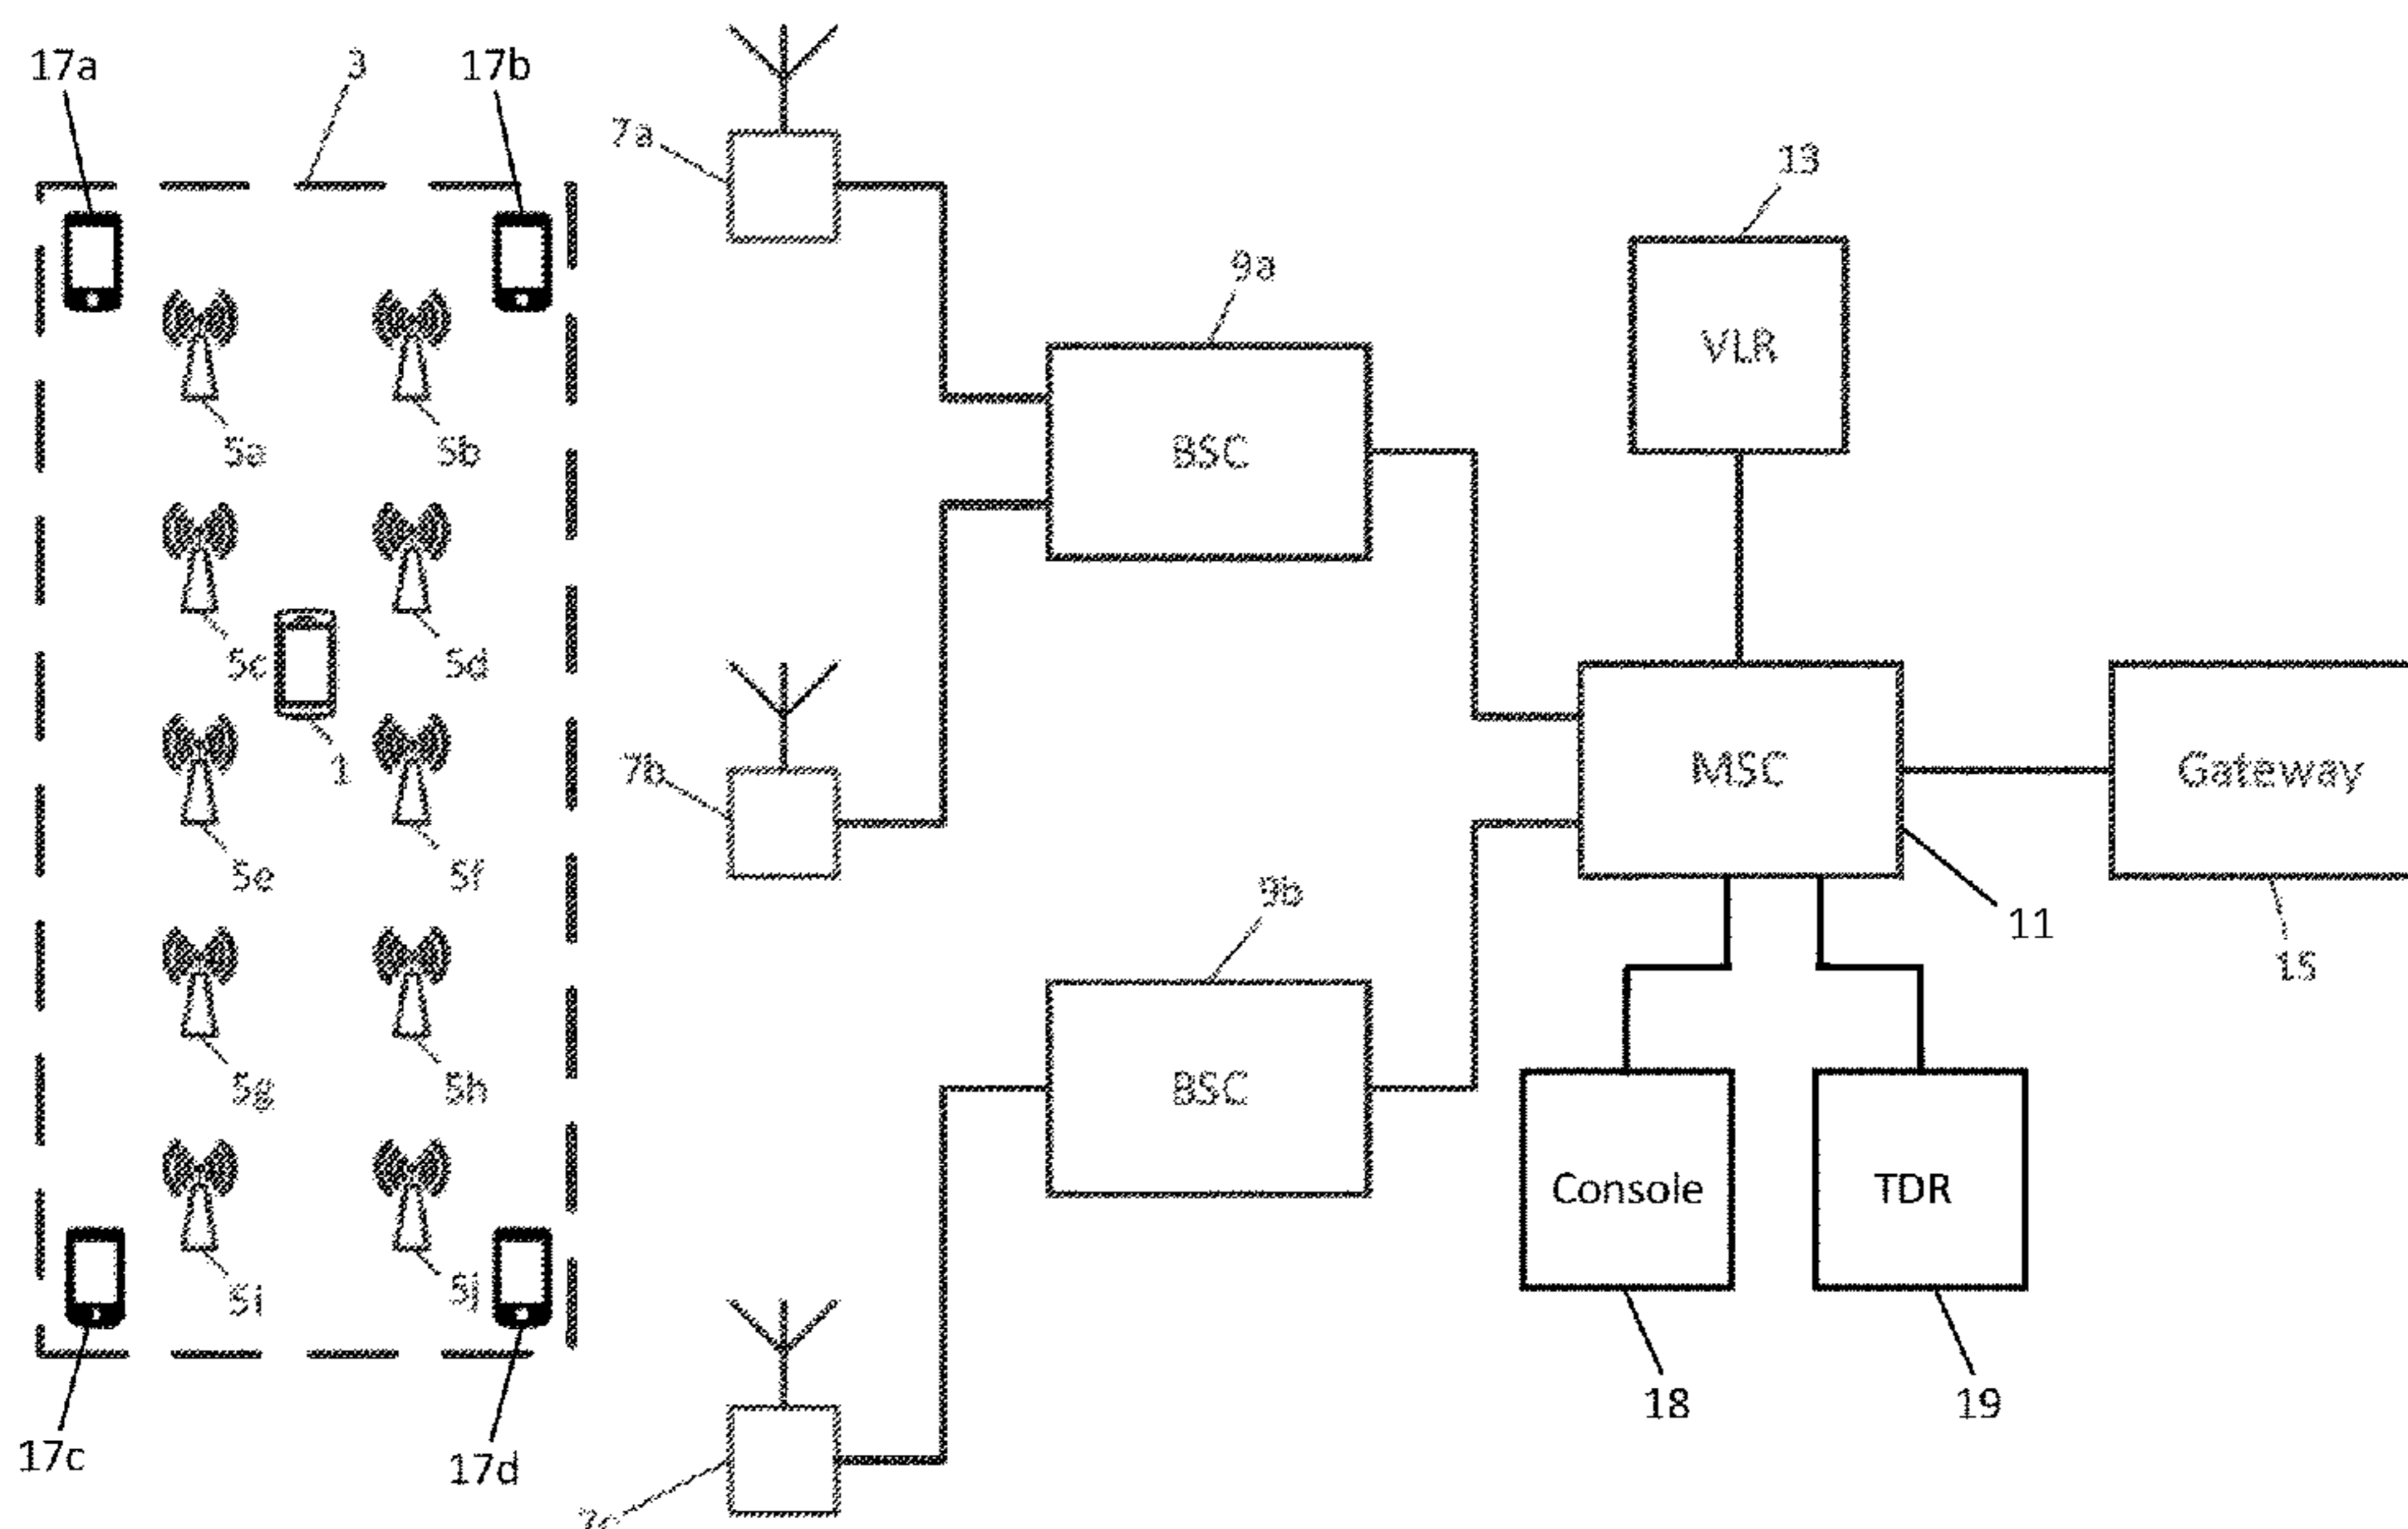 17a
3
17b
7a
13
9a
VLR
BSC
5a
5b
5c
5d
1
7b
MSC
Gateway
5e
5f
9b
11
15
5g
5h
BSC
Console
TDR
5i
5j
18
19
17c
17d
7c